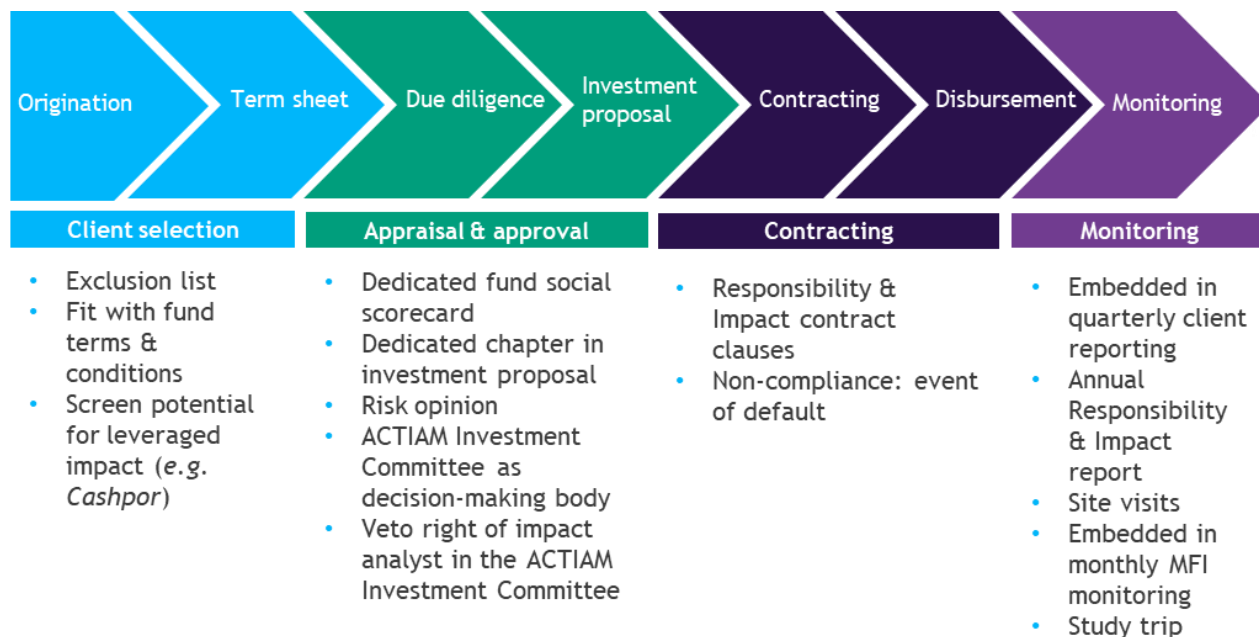 Origination
Term sheet
Due diligence
Investment
proposal
Contracting
Disbursement
Monitoring
Client selection
• Exclusion list
• Fit with fund
terms &
conditions
• Screen potential
for leveraged
impact (e.g.
Cashpor)
Appraisal & approval
• Dedicated fund social
scorecard
• Dedicated chapter in
investment proposal
• Risk opinion
• ACTIAM Investment
Committee as
decision-making body
• Veto right of impact
analyst in the ACTIAM
Investment Committee
Contracting
• Responsibility &
Impact contract
clauses
• Non-compliance: event
of default
Monitoring
• Embedded in
quarterly client
reporting
• Annual
Responsibility
& Impact
report
• Site visits
• Embedded in
monthly MFI
monitoring
• Study trip